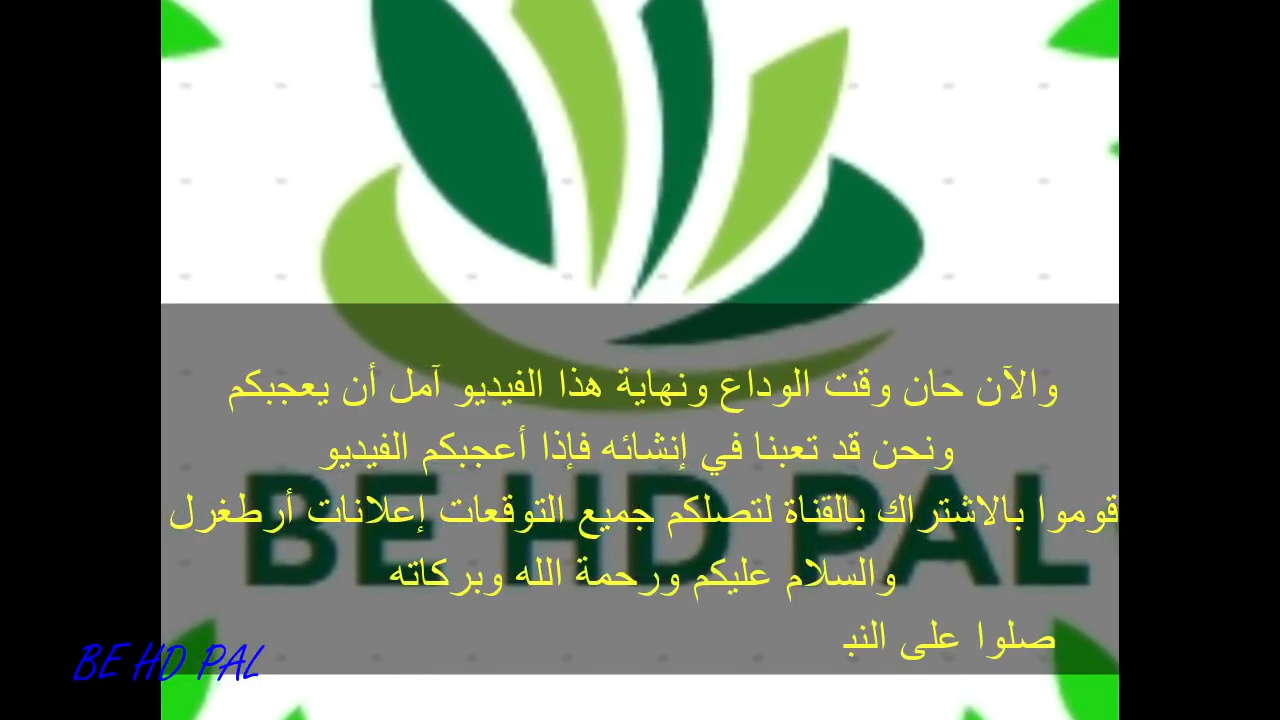 والآن حان وقت الوداع ونهاية هذا الفيديو آمل أن يعجبكم
ونحن قد تعبنا في إنشائه فإذا أعجبكم الفيديو
قوموا بالاشتراك بالقناة لتصلكم جميع التوقعات إعلانات أرطغرل
BE HD PAL
والسلام عليكم ورحمة الله وبركاته
صلوا على النبـ
BE HD PAL